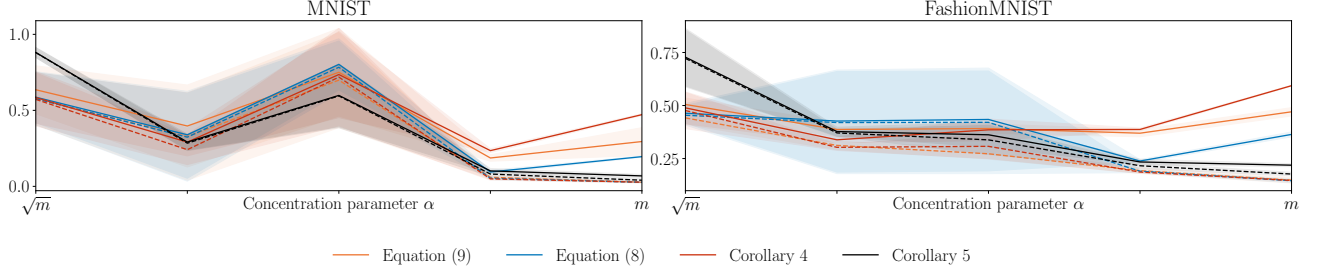 MNIST
1.0
0.5
0.0
√m
Concentration parameter α
m
FashionMNIST
0.75
0.50
0.25
√m
Concentration parameter α
m
Equation (9)
Equation (8)
Corollary 4
Corollary 5